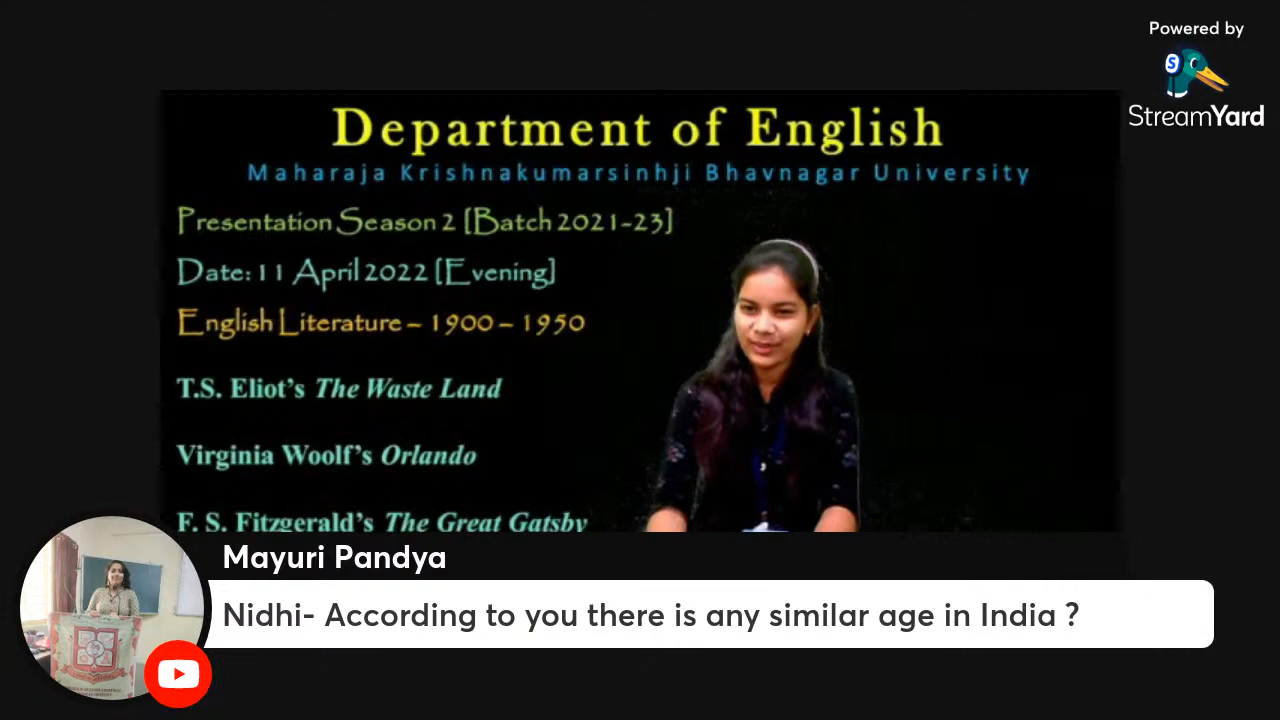 Powered by
StreamYard
Department of English
Maharaja Krishnakumarsinhji Bhavnagar University
Presentation Season 2 [Batch 2021-23]
Date: 11 April 2022 [Evening]
English Literature – 1900 – 1950
T.S. Eliot's The Waste Land
Virginia Woolf's Orlando
F. S. Fitzgerald's The Great Gatsby
Mayuri Pandya
Nidhi- According to you there is any similar age in India ?